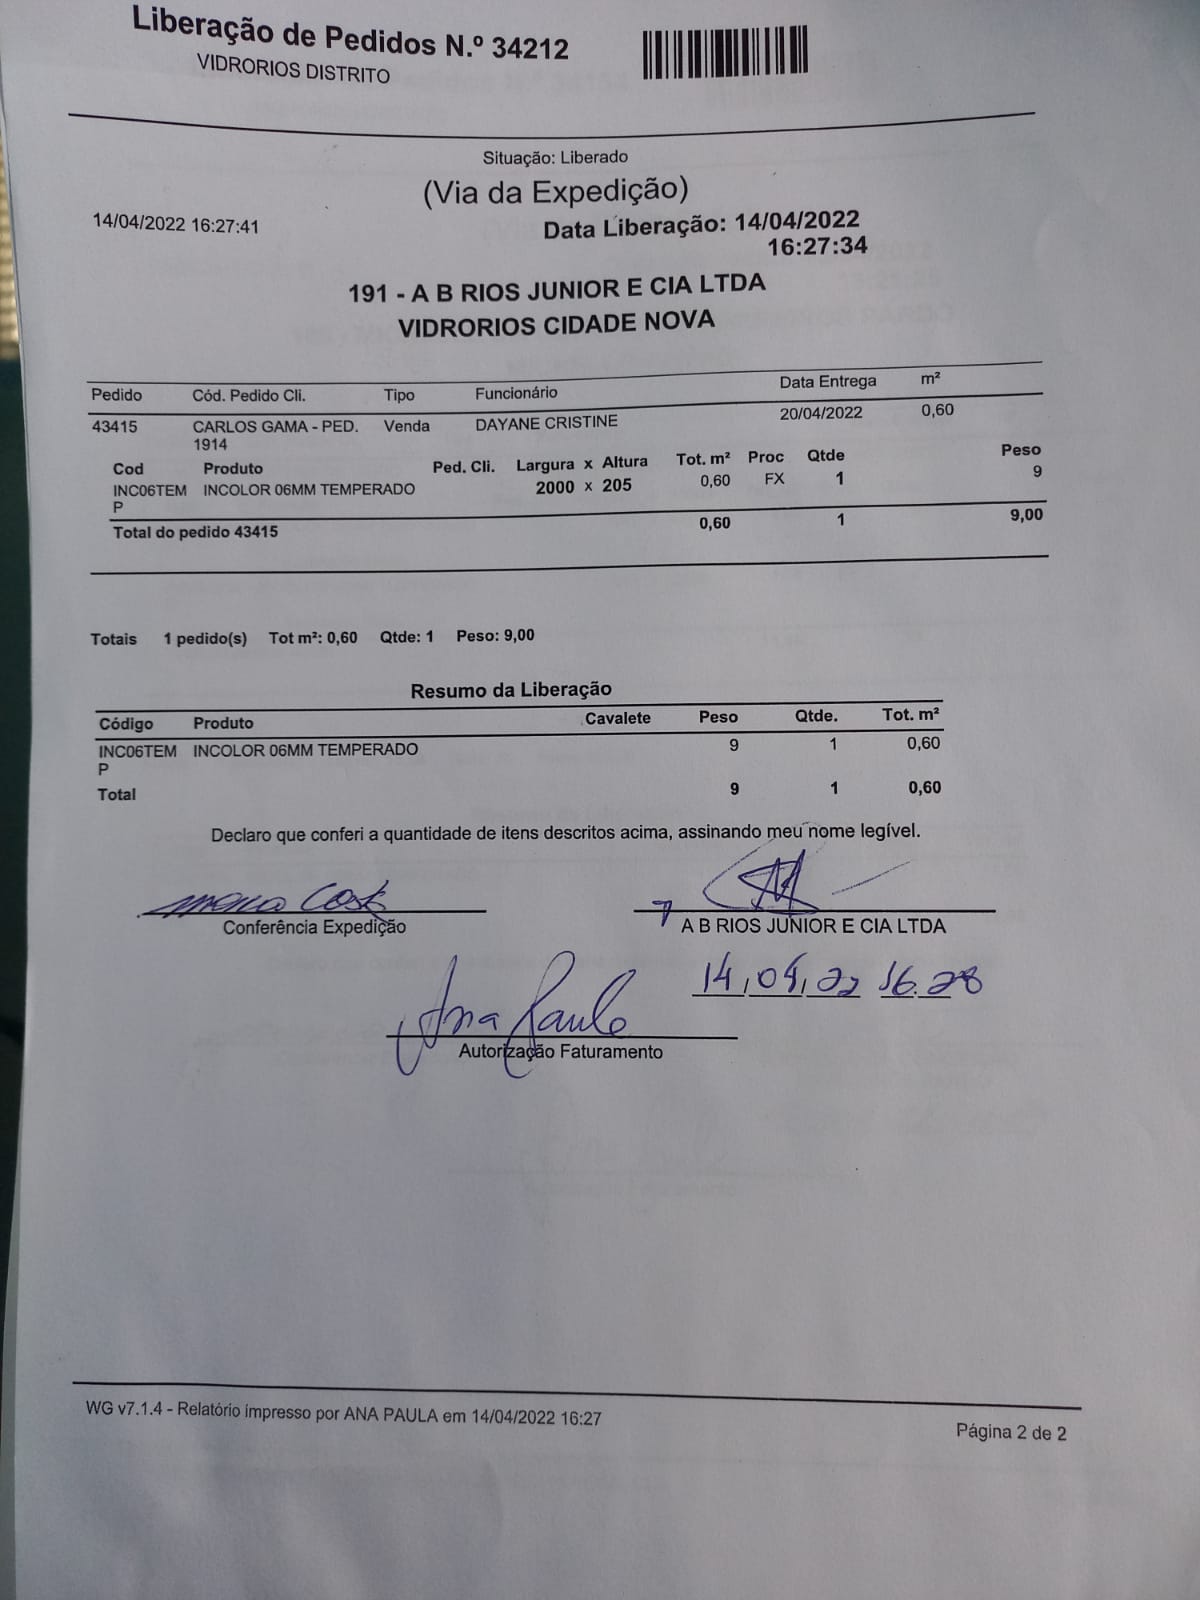 Liberação de Pedidos N.º 34212
VIDRORIOS DISTRITO
Situação: Liberado
(Via da Expedição)
14/04/2022 16:27:41
Data Liberação: 14/04/2022
16:27:34
191 - A B RIOS JUNIOR E CIA LTDA
VIDRORIOS CIDADE NOVA
Pedido Cód. Pedido Cli. Tipo Funcionário Data Entrega m²
43415 CARLOS GAMA - PED. Venda DAYANE CRISTINE 20/04/2022 0,60
1914
Cod Produto Ped. Cli. Largura x Altura Tot. m² Proc Qtde Peso
INC06TEM INCOLOR 06MM TEMPERADO 2000 x 205 0,60 FX 1 9
P
Total do pedido 43415 0,60 1 9,00
Totais 1 pedido(s) Tot m²: 0,60 Qtde: 1 Peso: 9,00
Resumo da Liberação
Código Produto Cavalete Peso Qtde. Tot. m²
INC06TEM INCOLOR 06MM TEMPERADO 9 1 0,60
P
Total 9 1 0,60
Declaro que conferi a quantidade de itens descritos acima, assinando meu nome legível.
Conferência Expedição
A B RIOS JUNIOR E CIA LTDA
14,04,22 16.28
Ana Paula
Autorização Faturamento
WG v7.1.4 - Relatório impresso por ANA PAULA em 14/04/2022 16:27
Página 2 de 2